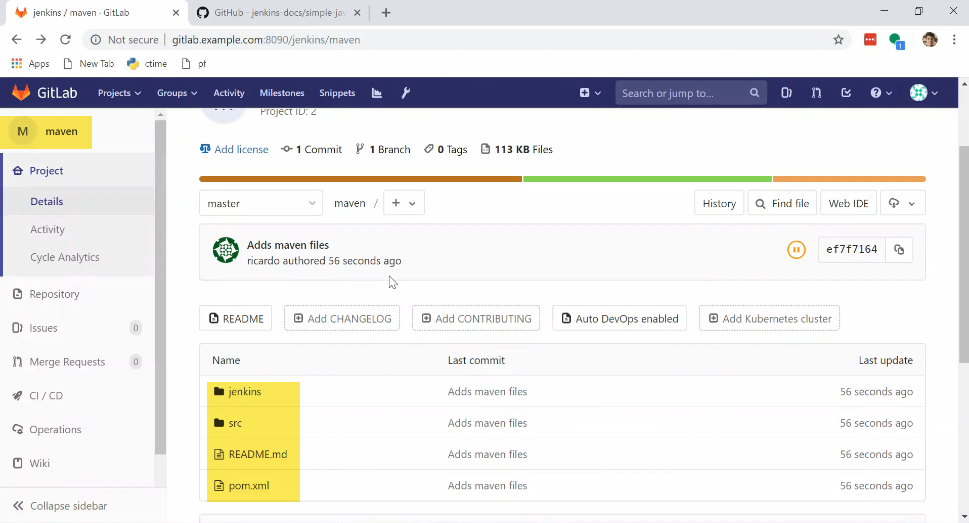 jenkins / maven · GitLab
GitHub - jenkins-docs/simple-jav
Not secure
gitlab.example.com:8090/jenkins/maven
1
Apps
New Tab
ctime
pf
GitLab
Projects
Groups
Activity
Milestones
Snippets
Search or jump to...
M maven
Project
Details
Activity
Cycle Analytics
Repository
Issues 0
Merge Requests 0
CI / CD
Operations
Wiki
Collapse sidebar
Project ID: 2
Add license
1 Commit
1 Branch
0 Tags
113 KB Files
master
maven /
History
Find file
Web IDE
Adds maven files
ricardo authored 56 seconds ago
ef7f7164
README
Add CHANGELOG
Add CONTRIBUTING
Auto DevOps enabled
Add Kubernetes cluster
Name Last commit Last update
jenkins Adds maven files 56 seconds ago
src Adds maven files 56 seconds ago
README.md Adds maven files 56 seconds ago
pom.xml Adds maven files 56 seconds ago